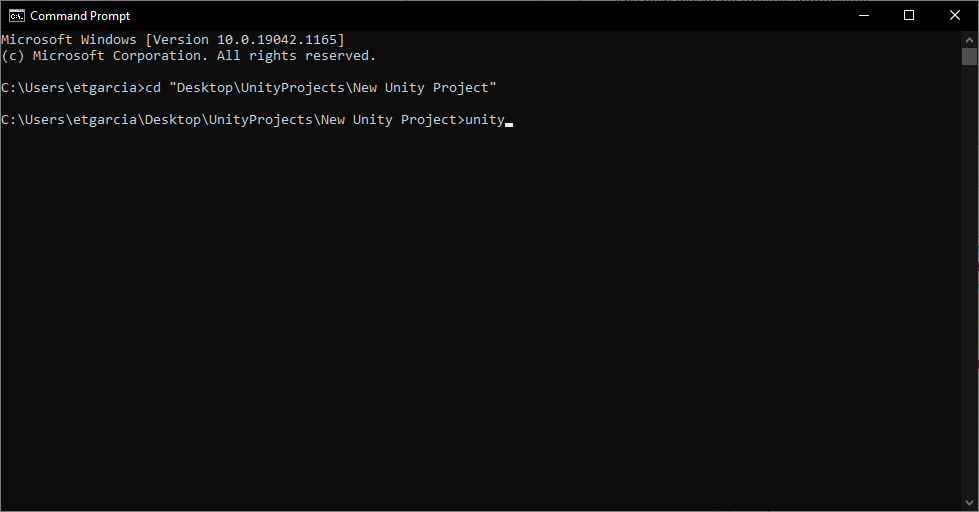 Command Prompt
Microsoft Windows [Version 10.0.19042.1165]
(c) Microsoft Corporation. All rights reserved.
C:\Users\etgarcia>cd "Desktop\UnityProjects\New Unity Project"
C:\Users\etgarcia\Desktop\UnityProjects\New Unity Project>unity